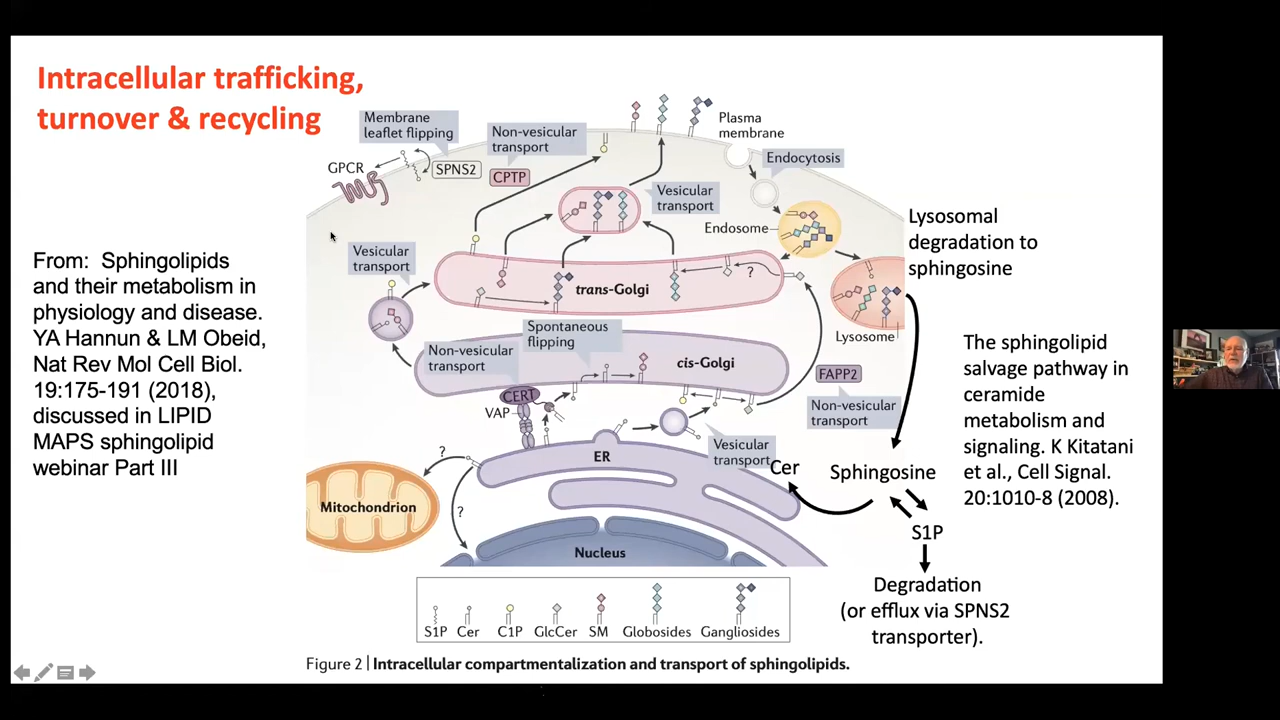 Intracellular trafficking,
turnover & recycling
From: Sphingolipids
and their metabolism in
physiology and disease.
YA Hannun & LM Obeid,
Nat Rev Mol Cell Biol.
19:175-191 (2018),
discussed in LIPID
MAPS sphingolipid
webinar Part III
Membrane
leaflet flipping
Non-vesicular
transport
Plasma
membrane
GPCR
SPNS2
CPTP
Endocytosis
Vesicular
transport
Endosome
Vesicular
transport
?
trans-Golgi
Lysosome
Spontaneous
flipping
Non-vesicular
transport
cis-Golgi
FAPP2
CERT
VAP
Non-vesicular
transport
Vesicular
transport
ER
?
?
Mitochondrion
Nucleus
Lysosomal
degradation to
sphingosine
The sphingolipid
salvage pathway in
ceramide
metabolism and
signaling. K Kitatani
et al., Cell Signal.
20:1010-8 (2008).
Cer
Sphingosine
S1P
Degradation
(or efflux via SPNS2
transporter).
S1P Cer C1P GlcCer SM Globosides Gangliosides
Figure 2 | Intracellular compartmentalization and transport of sphingolipids.